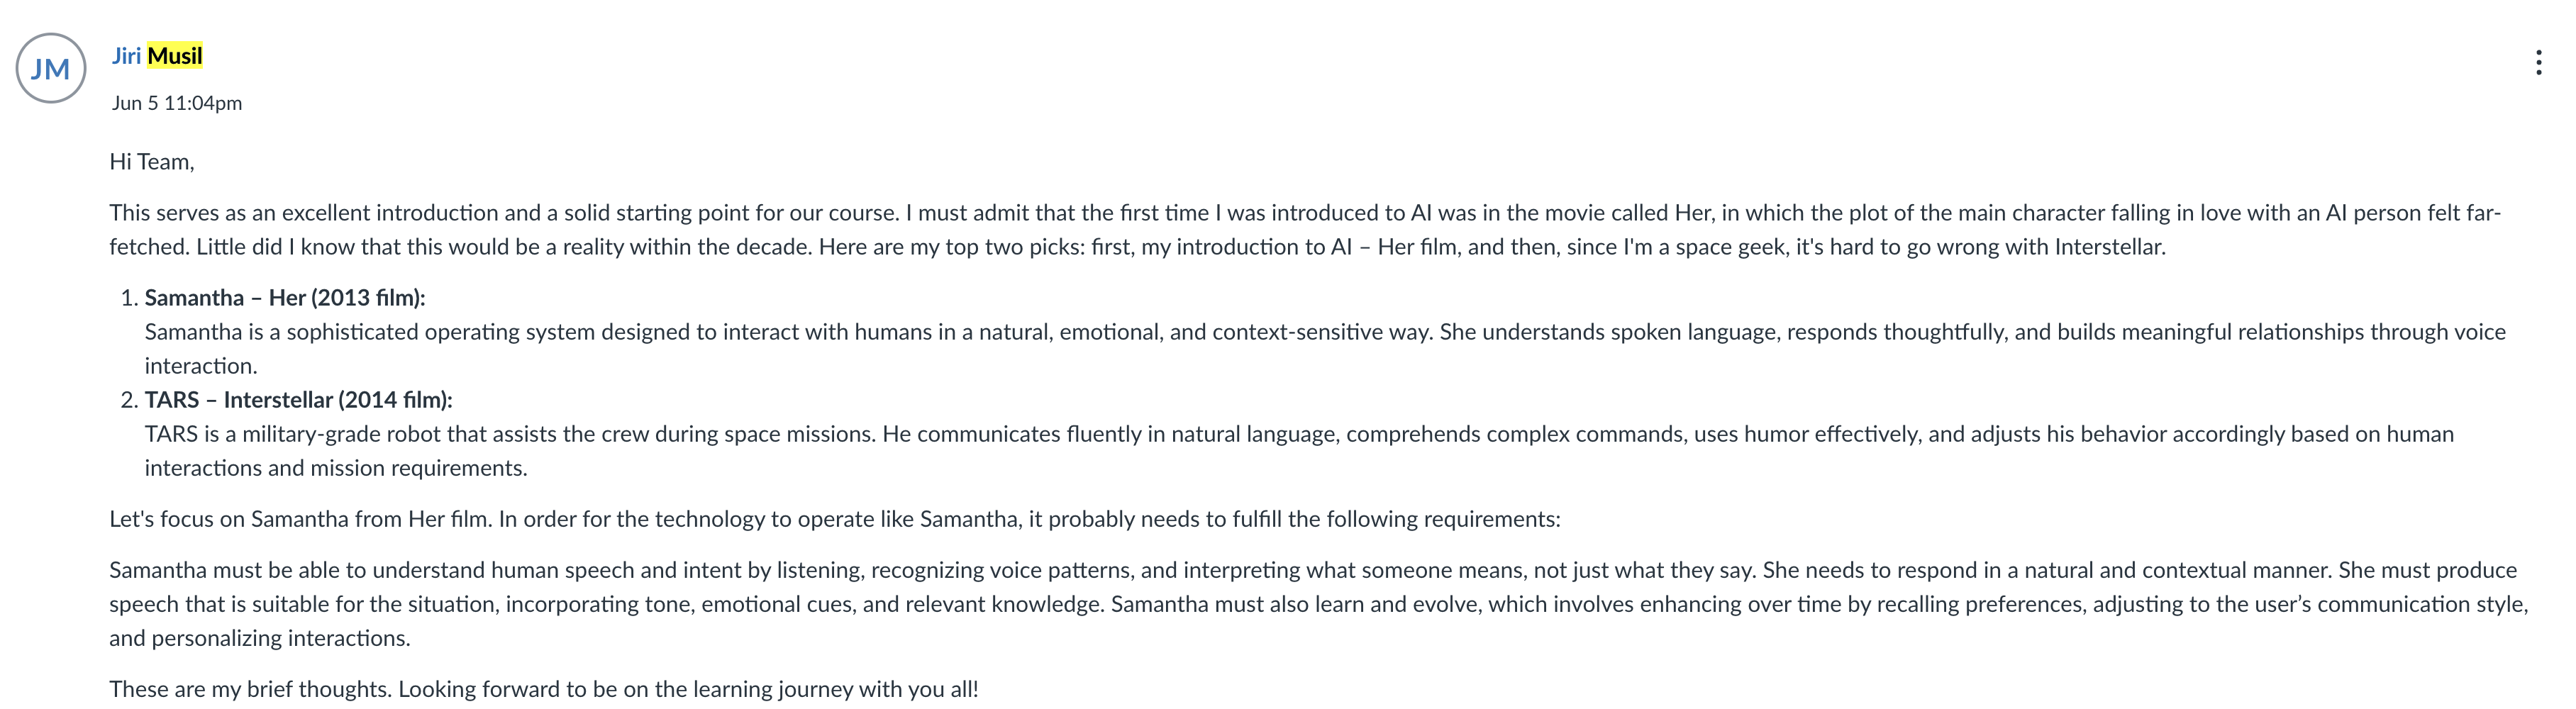 JM
Jiri Musil
Jun 5 11:04pm
Hi Team,
This serves as an excellent introduction and a solid starting point for our course. I must admit that the first time I was introduced to AI was in the movie called Her, in which the plot of the main character falling in love with an AI person felt far-
fetched. Little did I know that this would be a reality within the decade. Here are my top two picks: first, my introduction to AI – Her film, and then, since I'm a space geek, it's hard to go wrong with Interstellar.
1. Samantha – Her (2013 film):
Samantha is a sophisticated operating system designed to interact with humans in a natural, emotional, and context-sensitive way. She understands spoken language, responds thoughtfully, and builds meaningful relationships through voice
interaction.
2. TARS – Interstellar (2014 film):
TARS is a military-grade robot that assists the crew during space missions. He communicates fluently in natural language, comprehends complex commands, uses humor effectively, and adjusts his behavior accordingly based on human
interactions and mission requirements.
Let's focus on Samantha from Her film. In order for the technology to operate like Samantha, it probably needs to fulfill the following requirements:
Samantha must be able to understand human speech and intent by listening, recognizing voice patterns, and interpreting what someone means, not just what they say. She needs to respond in a natural and contextual manner. She must produce
speech that is suitable for the situation, incorporating tone, emotional cues, and relevant knowledge. Samantha must also learn and evolve, which involves enhancing over time by recalling preferences, adjusting to the user’s communication style,
and personalizing interactions.
These are my brief thoughts. Looking forward to be on the learning journey with you all!